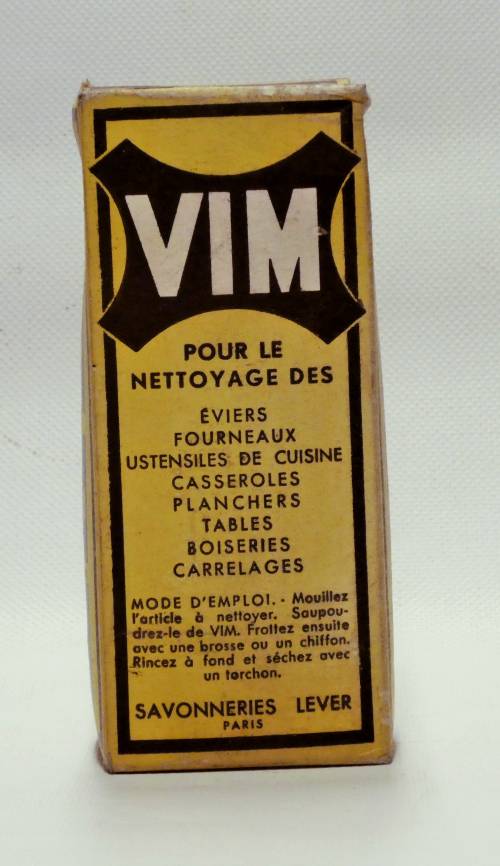 VIM
POUR LE
NETTOYAGE DES
ÉVIERS
FOURNEAUX
USTENSILES DE CUISINE
CASSEROLES
PLANCHERS
TABLES
BOISERIES
CARRELAGES
MODE D'EMPLOI. - Mouillez
l'article à nettoyer. Saupou-
drez-le de VIM. Frottez ensuite
avec une brosse ou un chiffon.
Rincez à fond et séchez avec
un torchon.
SAVONNERIES LEVER
PARIS